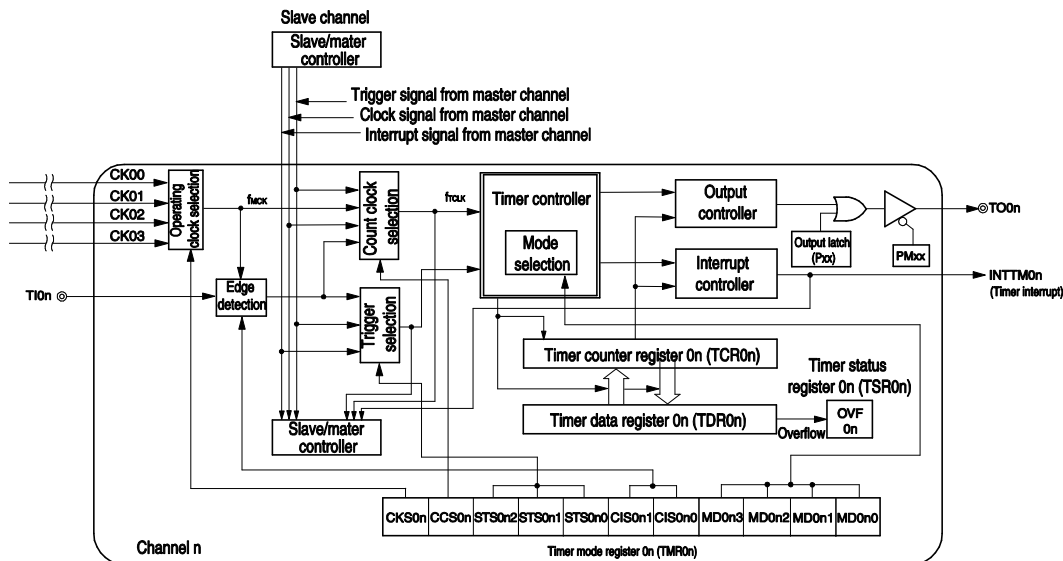 Slave channel
Slave/mater
controller
Trigger signal from master channel
Clock signal from master channel
Interrupt signal from master channel
CK00
CK01
CK02
CK03
Operating
clock selection
fMCK
Count clock
selection
fTCLK
Timer controller
Mode
selection
Output
controller
Output latch
(Pxx)
PMxx
TO0n
Interrupt
controller
INTTM0n
(Timer interrupt)
TI0n
Edge
detection
Trigger
selection
Timer counter register 0n (TCR0n)
Timer status
register 0n (TSR0n)
Timer data register 0n (TDR0n)
Overflow
OVF
0n
Slave/mater
controller
CKS0n CCS0n STS0n2 STS0n1 STS0n0 CIS0n1 CIS0n0 MD0n3 MD0n2 MD0n1 MD0n0
Channel n
Timer mode register 0n (TMR0n)